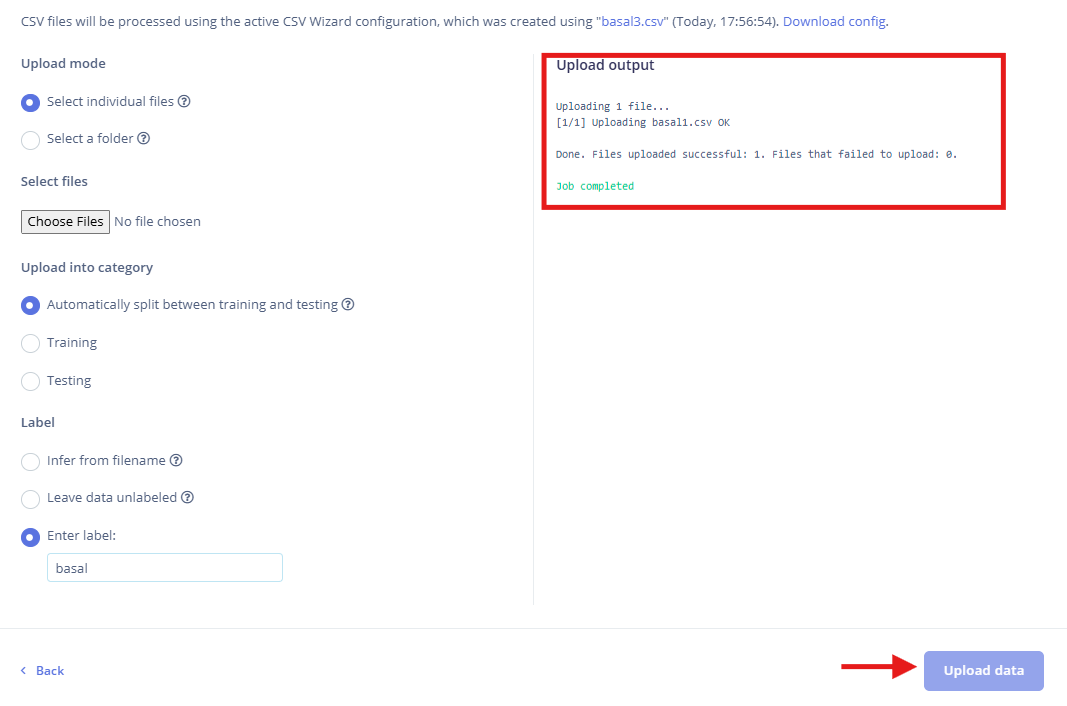 CSV files will be processed using the active CSV Wizard configuration, which was created using "basal3.csv" (Today, 17:56:54). Download config.
Upload mode
Select individual files ?
Select a folder ?
Select files
Choose Files No file chosen
Upload into category
Automatically split between training and testing ?
Training
Testing
Label
Infer from filename ?
Leave data unlabeled ?
Enter label:
basal
Upload output
Uploading 1 file...
[1/1] Uploading basal1.csv OK
Done. Files uploaded successful: 1. Files that failed to upload: 0.
Job completed
< Back
Upload data